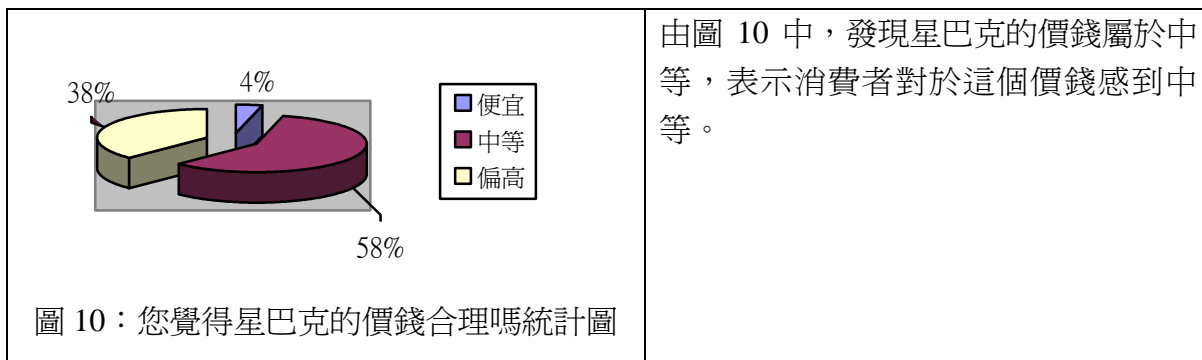 38%
4%
便宜
中等
偏高
58%
圖 10：您覺得星巴克的價錢合理嗎統計圖
由圖 10 中，發現星巴克的價錢屬於中
等，表示消費者對於這個價錢感到中
等。